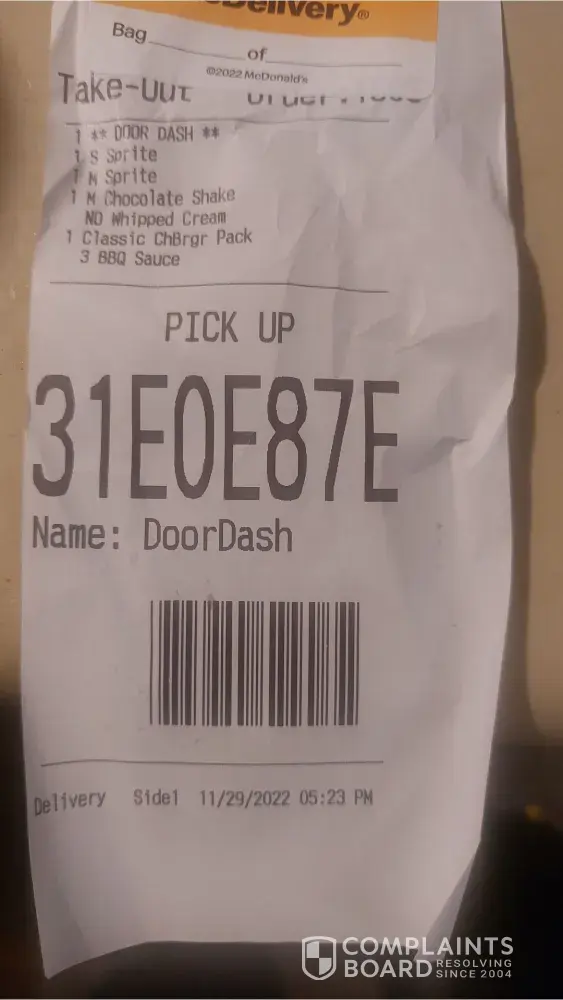 Delivery®
Bag of
©2022 McDonald's
Take-Out
1 ** DOOR DASH **
1 S Sprite
1 M Sprite
1 M Chocolate Shake
NO Whipped Cream
1 Classic ChBrgr Pack
3 BBQ Sauce
PICK UP
31E0E87E
Name: DoorDash
Delivery Side1 11/29/2022 05:23 PM
COMPLAINTS
BOARD RESOLVING
SINCE 2004